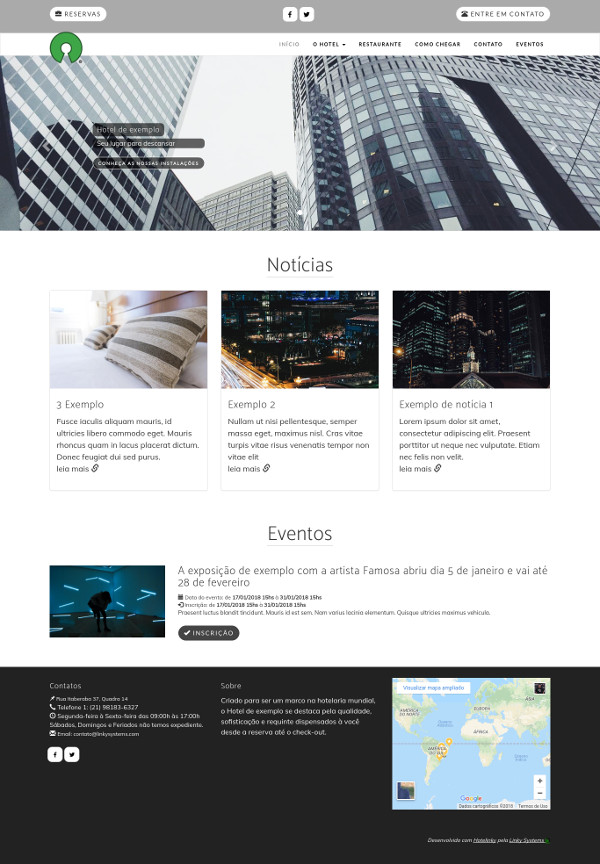 RESERVAS
ENTRE EM CONTATO
INÍCIO O HOTEL RESTAURANTE COMO CHEGAR CONTATO EVENTOS
Hotel de exemplo
Seu lugar para descansar
CONHEÇA AS NOSSAS INSTALAÇÕES
Notícias
3 Exemplo
Fusce iaculis aliquam mauris, id
ultricies libero commodo eget. Mauris
rhoncus quam in lacus placerat dictum.
Donec feugiat dui sed purus.
leia mais
Exemplo 2
Nullam ut nisi pellentesque, semper
massa eget, maximus nisl. Cras vitae
turpis vitae risus venenatis tempor non
vitae elit
leia mais
Exemplo de notícia 1
Lorem ipsum dolor sit amet,
consectetur adipiscing elit. Praesent
porttitor ut neque nec vulputate. Etiam
nec felis non velit.
leia mais
Eventos
A exposição de exemplo com a artista Famosa abriu dia 5 de janeiro e vai até
28 de fevereiro
Data do evento: de 17/01/2018 15hs à 31/01/2018 15hs
Inscrição: de 17/01/2018 15hs à 31/01/2018 15hs
Praesent luctus blandit tincidunt. Mauris id est sem. Nam varius lacinia elementum. Quisque ultricies maximus vehicula.
INSCRIÇÃO
Contatos
Rua Itaberaba 37, Quadra 14
Telefone 1: (21) 98183-6327
Segunda-feira à Sexta-feira das 09:00h às 17:00h
Sábados, Domingos e Feriados não temos expediente.
Email: contato@linkysystems.com
Sobre
Criado para ser um marco na hotelaria mundial,
o Hotel de exemplo se destaca pela qualidade,
sofisticação e requinte dispensados à você
desde a reserva até o check-out.
Visualizar mapa ampliado
AMÉRICA DO NORTE
EUROPA
ÁSIA
ÁFRICA
AMÉRICA DO SUL
Google
Dados cartográficos ©2018 Termos de Uso
Desenvolvido com Hotelinky pela Linky Systems